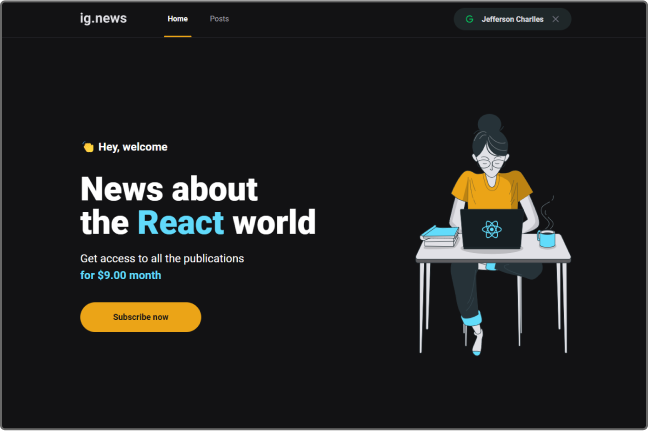 ig.news
Home
Posts
G Jefferson Charlles
👏 Hey, welcome
News about
the React world
Get access to all the publications
for $9.00 month
Subscribe now